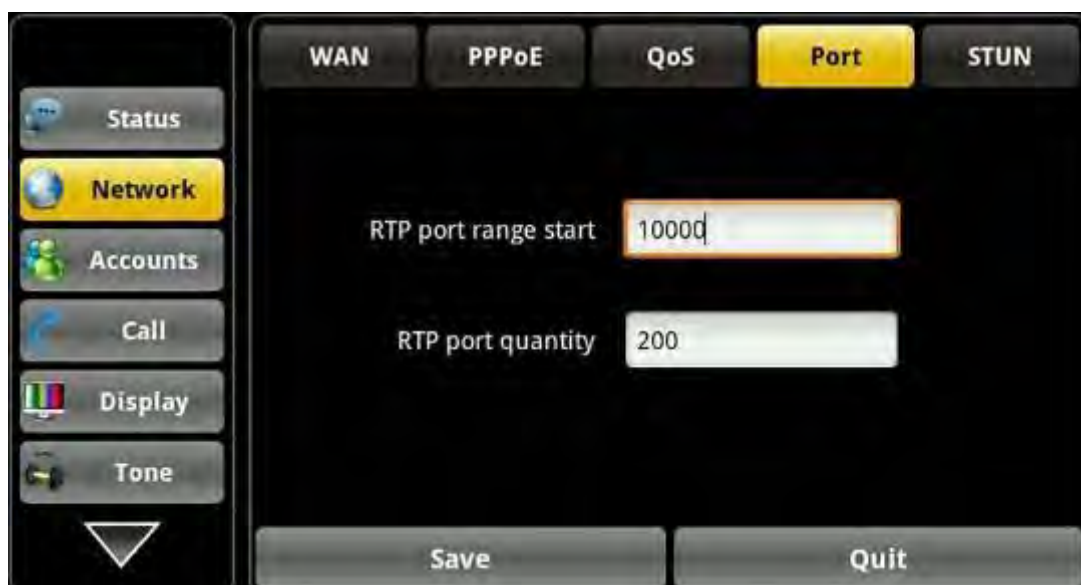 WAN PPPoE QoS Port STUN
Status
Network
Accounts
Call
Display
Tone
RTP port range start 10000
RTP port quantity 200
Save Quit